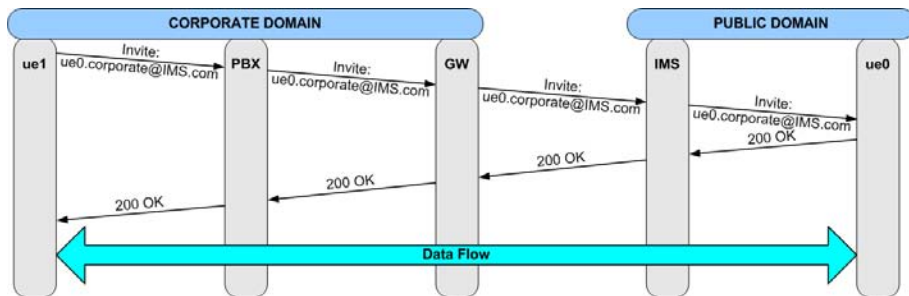 CORPORATE DOMAIN
PUBLIC DOMAIN
ue1
PBX
GW
IMS
ue0
Invite:
ue0.corporate@IMS.com
Invite:
ue0.corporate@IMS.com
Invite:
ue0.corporate@IMS.com
Invite:
ue0.corporate@IMS.com
200 OK
200 OK
200 OK
200 OK
Data Flow